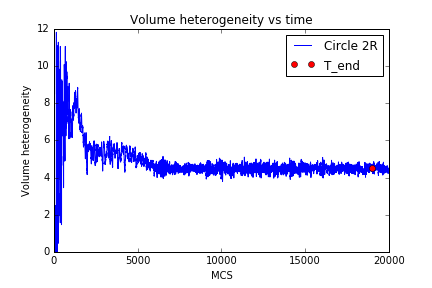 Volume heterogeneity vs time
12
10
8
6
4
2
0
Volume heterogeneity
Circle 2R
T_end
0 5000 10000 15000 20000
MCS